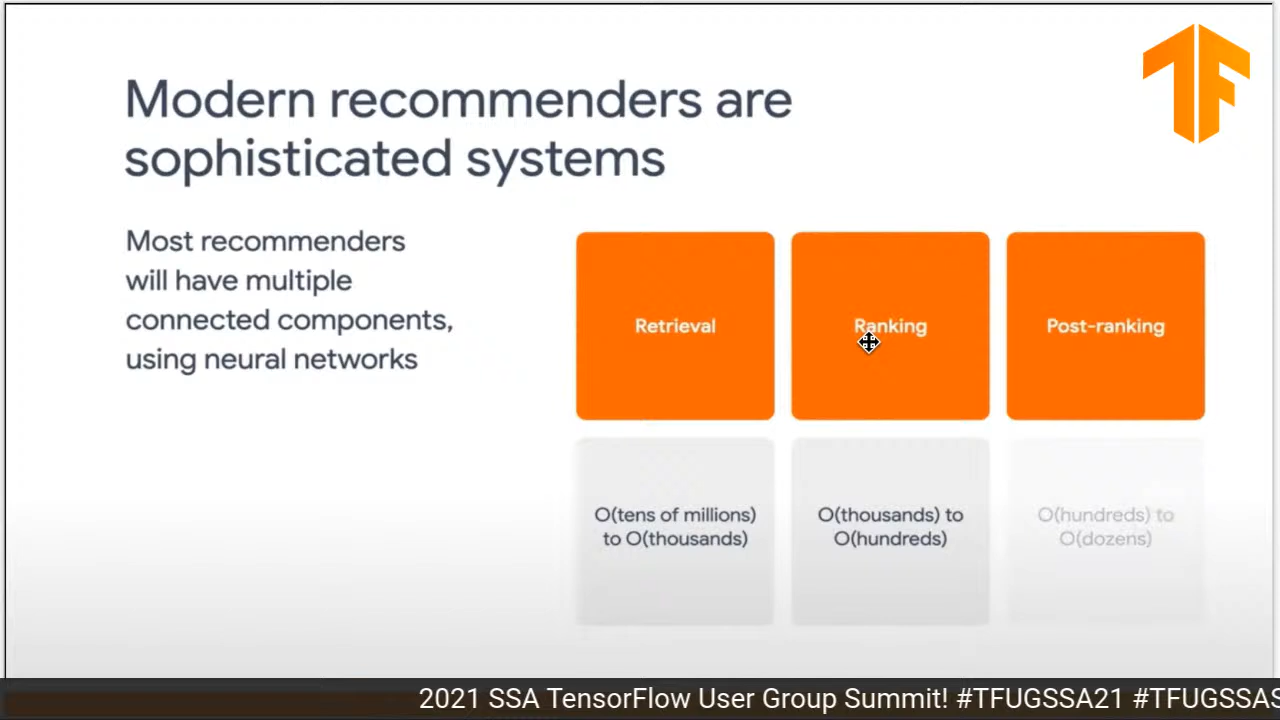 Modern recommenders are
sophisticated systems
Most recommenders
will have multiple
connected components,
using neural networks
Retrieval
Ranking
Post-ranking
O(tens of millions)
to O(thousands)
O(thousands) to
O(hundreds)
O(hundreds) to
O(dozens)
2021 SSA TensorFlow User Group Summit! #TFUGSSA21 #TFUGSSAS